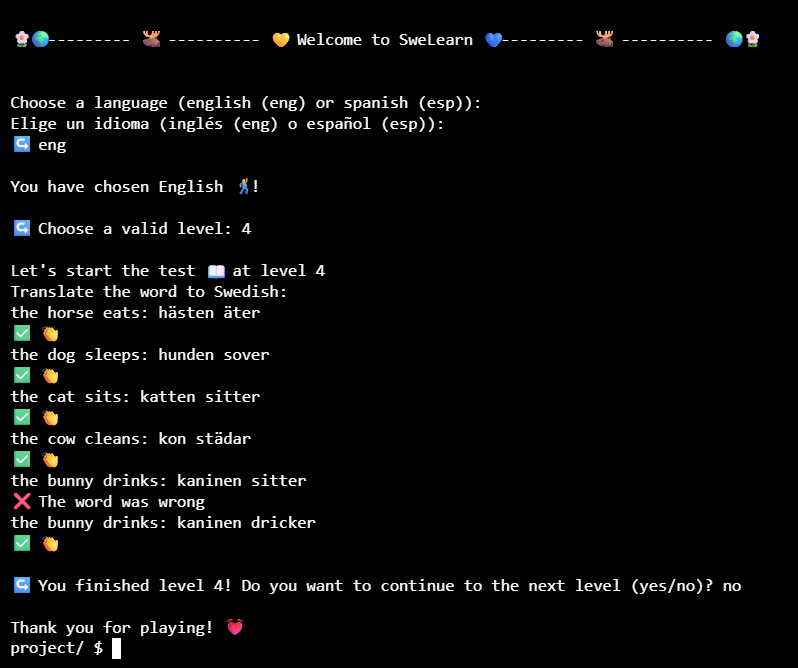 🌼🌍--------- 🫎 ---------- 💛 Welcome to SweLearn 💙--------- 🫎 ---------- 🌍🌼
Choose a language (english (eng) or spanish (esp)):
Elige un idioma (inglés (eng) o español (esp)):
↪️ eng
You have chosen English 🕺!
↪️ Choose a valid level: 4
Let's start the test 📖 at level 4
Translate the word to Swedish:
the horse eats: hästen äter
✅ 👏
the dog sleeps: hunden sover
✅ 👏
the cat sits: katten sitter
✅ 👏
the cow cleans: kon städar
✅ 👏
the bunny drinks: kaninen sitter
❌ The word was wrong
the bunny drinks: kaninen dricker
✅ 👏
↪️ You finished level 4! Do you want to continue to the next level (yes/no)? no
Thank you for playing! 💓
project/ $